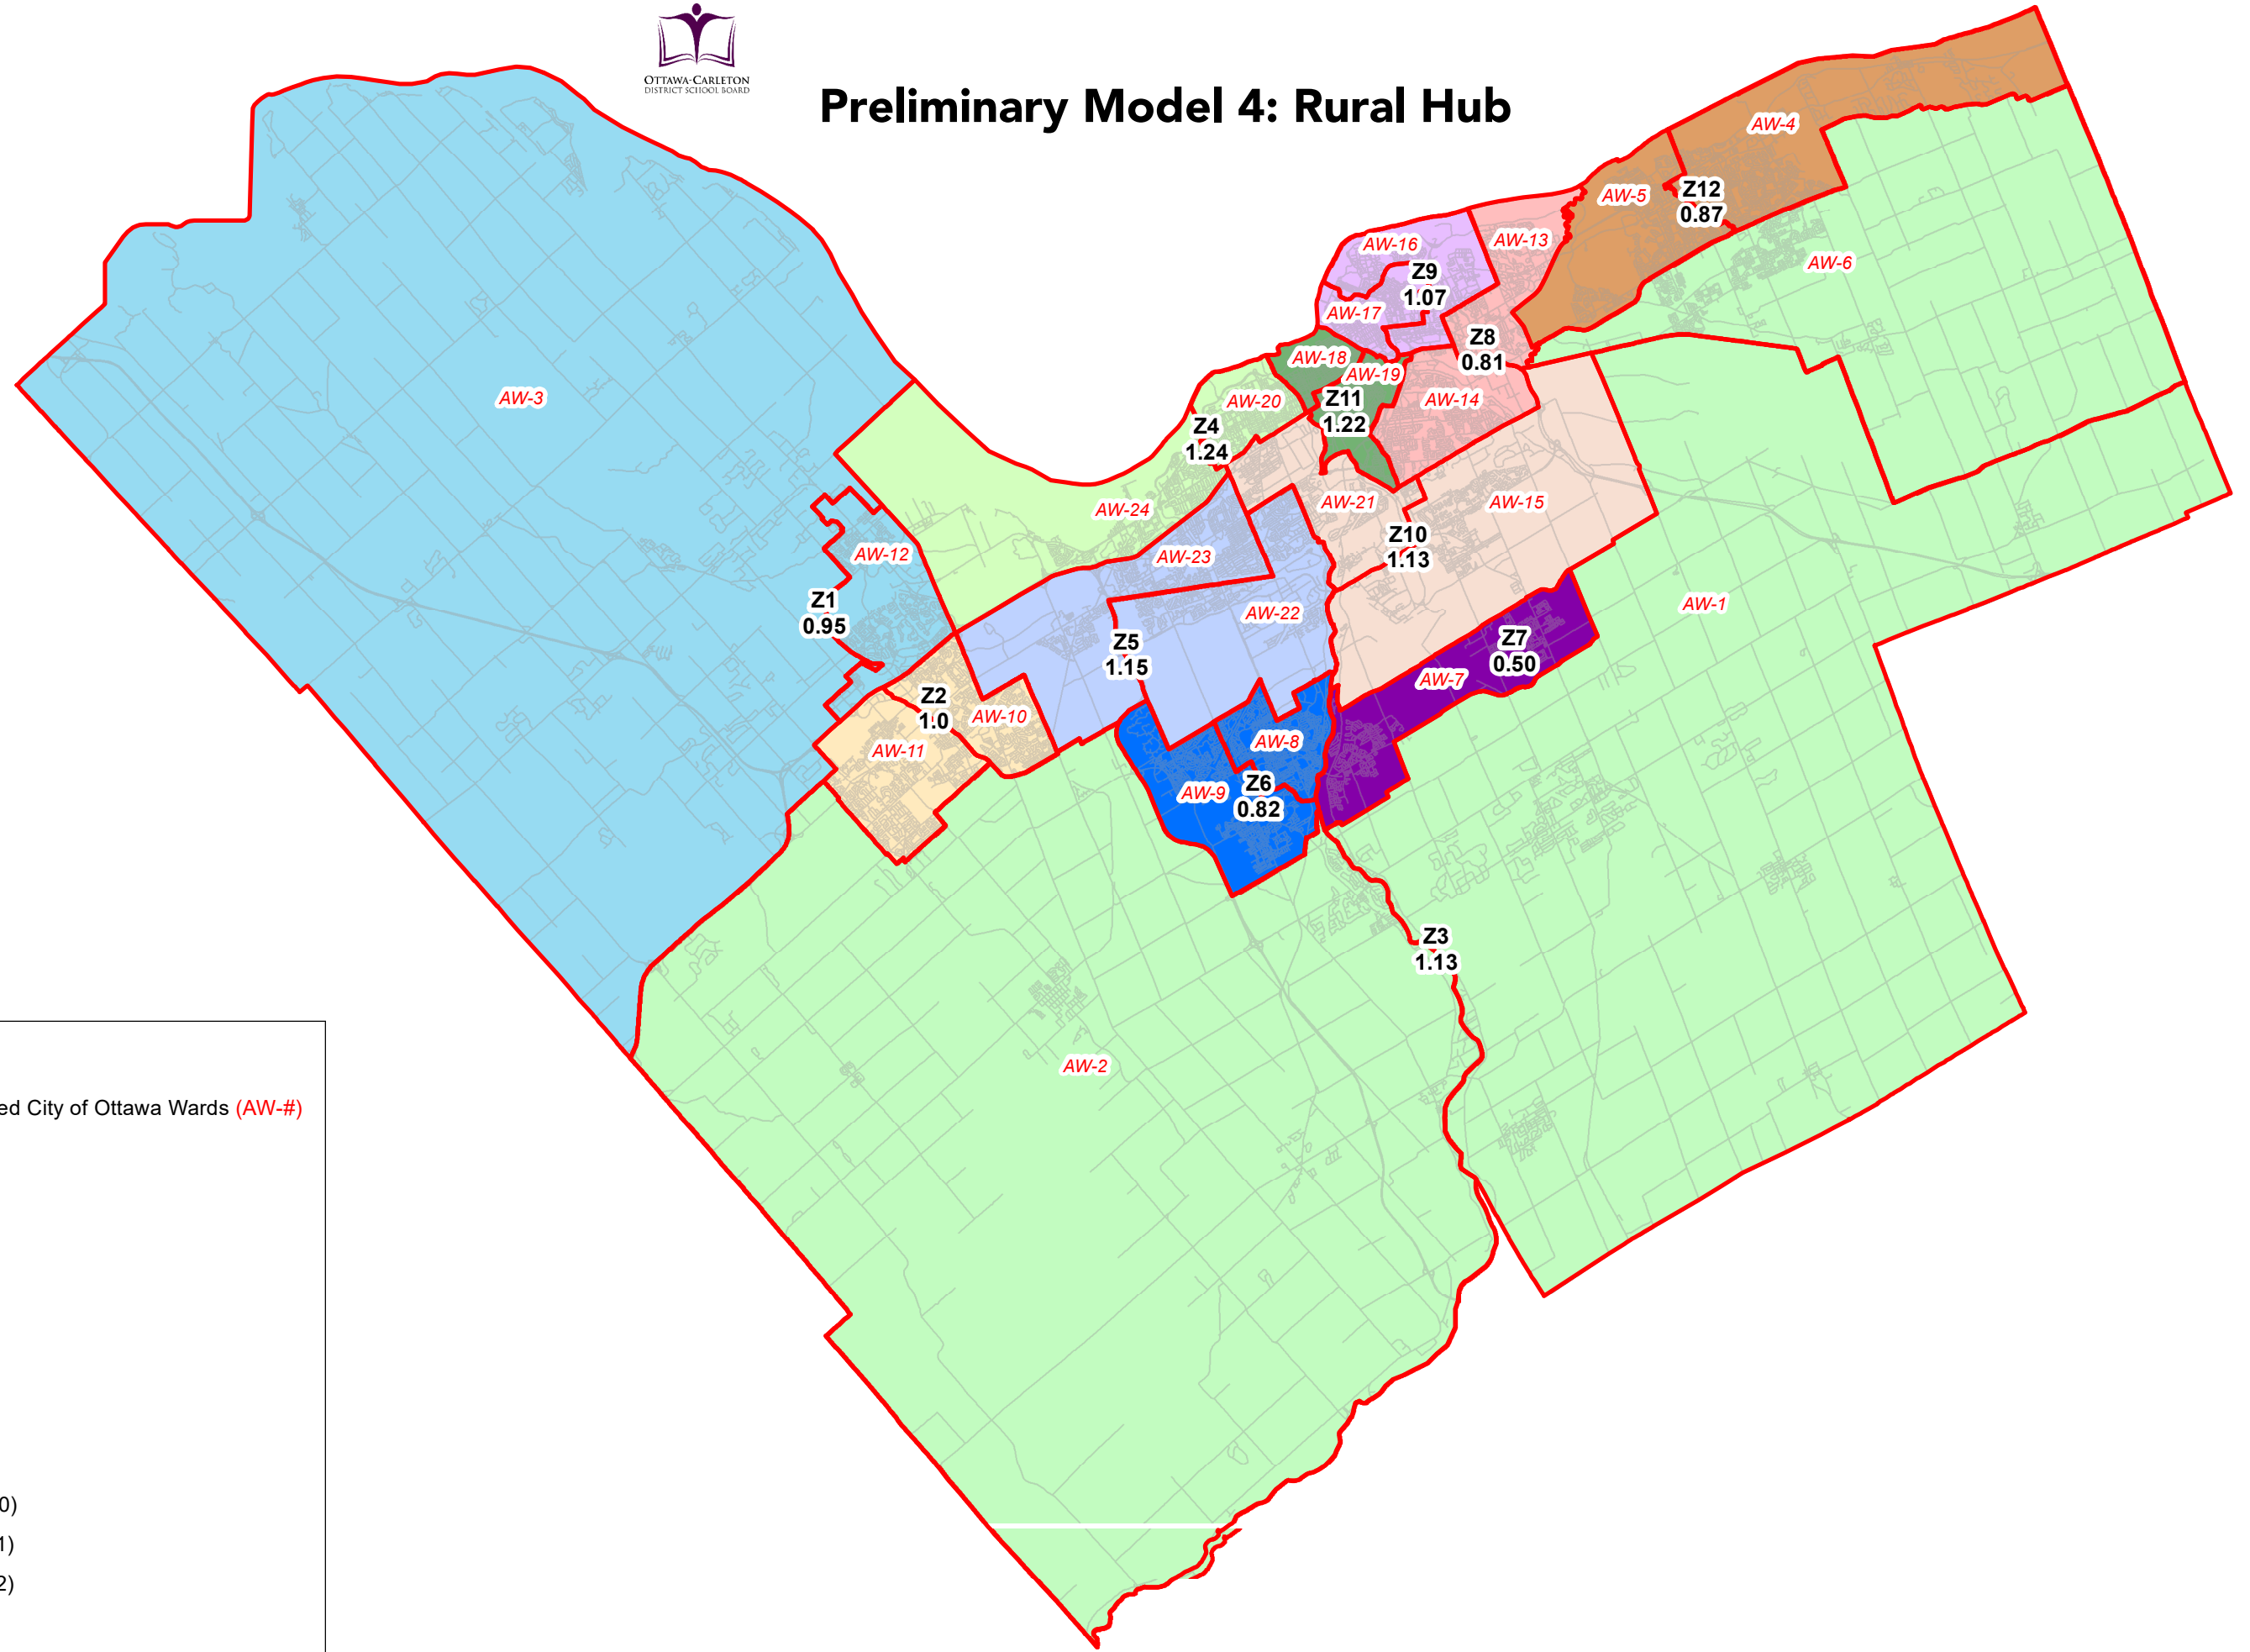 OTTAWA-CARLETON
DISTRICT SCHOOL BOARD
Preliminary Model 4: Rural Hub
AW-4
AW-5
Z12
0.87
AW-6
AW-16
AW-13
Z9
1.07
AW-17
AW-18
Z8
0.81
AW-19
AW-3
AW-20
Z11
1.22
AW-14
Z4
1.24
AW-24
AW-21
AW-15
AW-12
AW-23
Z10
1.13
Z1
0.95
AW-22
AW-1
Z5
1.15
Z7
0.50
AW-7
Z2
1.0
AW-10
AW-11
AW-8
AW-9
Z6
0.82
Z3
1.13
AW-2
ed City of Ottawa Wards (AW-#)
0)
1)
2)